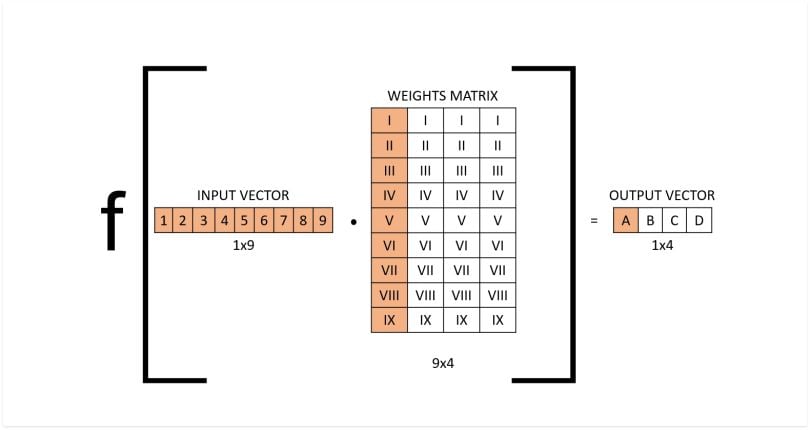 WEIGHTS MATRIX
I I I I
II II II II
III III III III
INPUT VECTOR
IV IV IV IV
OUTPUT VECTOR
f
1 2 3 4 5 6 7 8 9
•
V V V V
=
A B C D
1x9
VI VI VI VI
1x4
VII VII VII VII
VIII VIII VIII VIII
IX IX IX IX
9x4